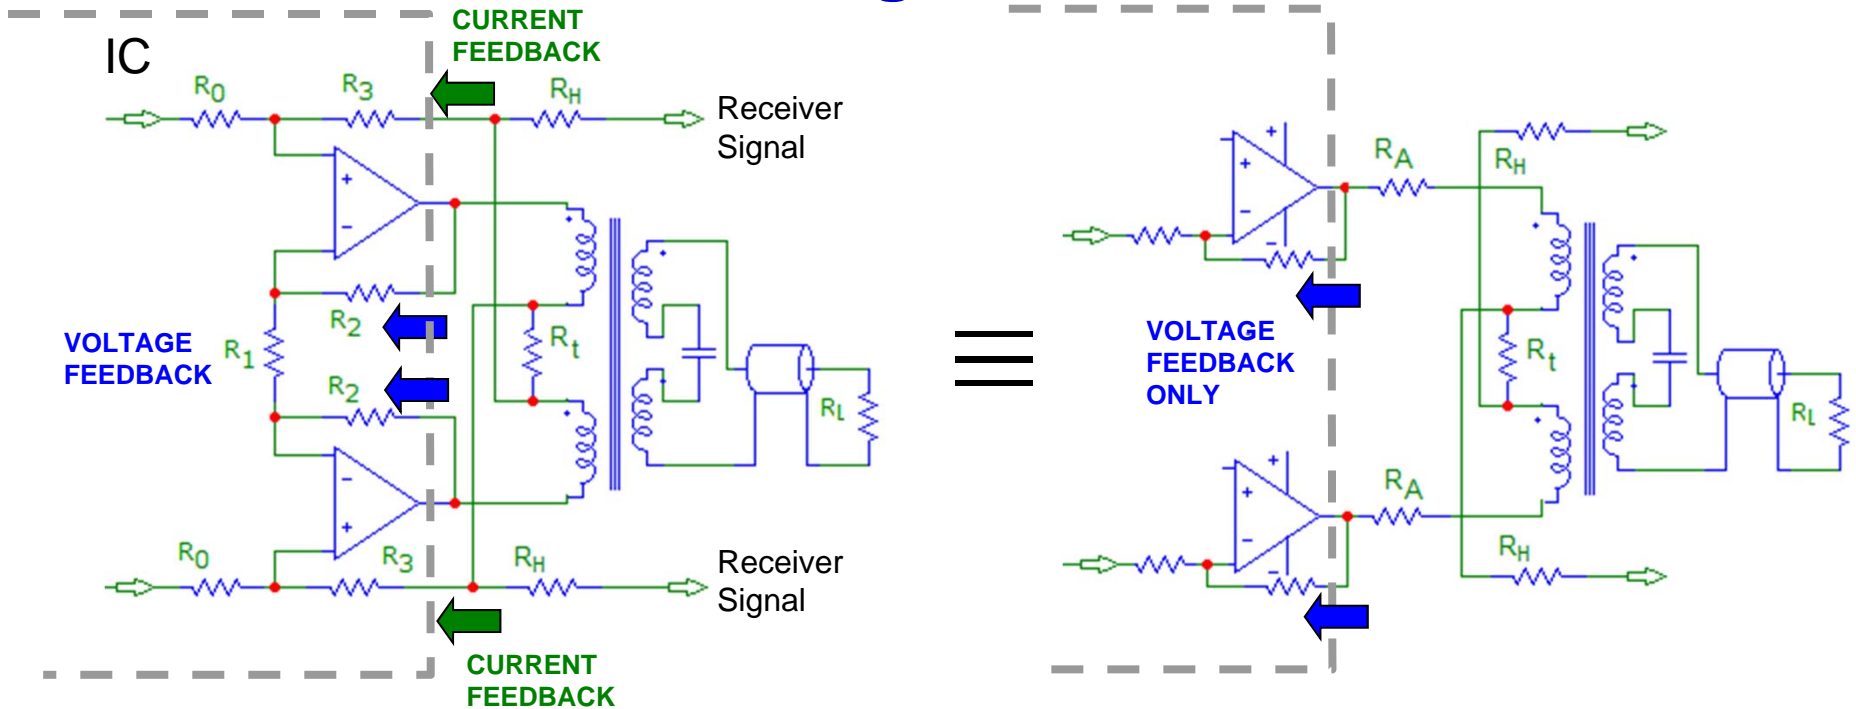 CURRENT
FEEDBACK
IC
R0
R3
RH
Receiver
Signal
+
−
R2
VOLTAGE
FEEDBACK
R1
R2
Rt
RL
−
+
R0
R3
RH
Receiver
Signal
CURRENT
FEEDBACK
+
+
−
−
RA
RH
VOLTAGE
FEEDBACK
ONLY
Rt
RL
+
+
−
−
RA
RH